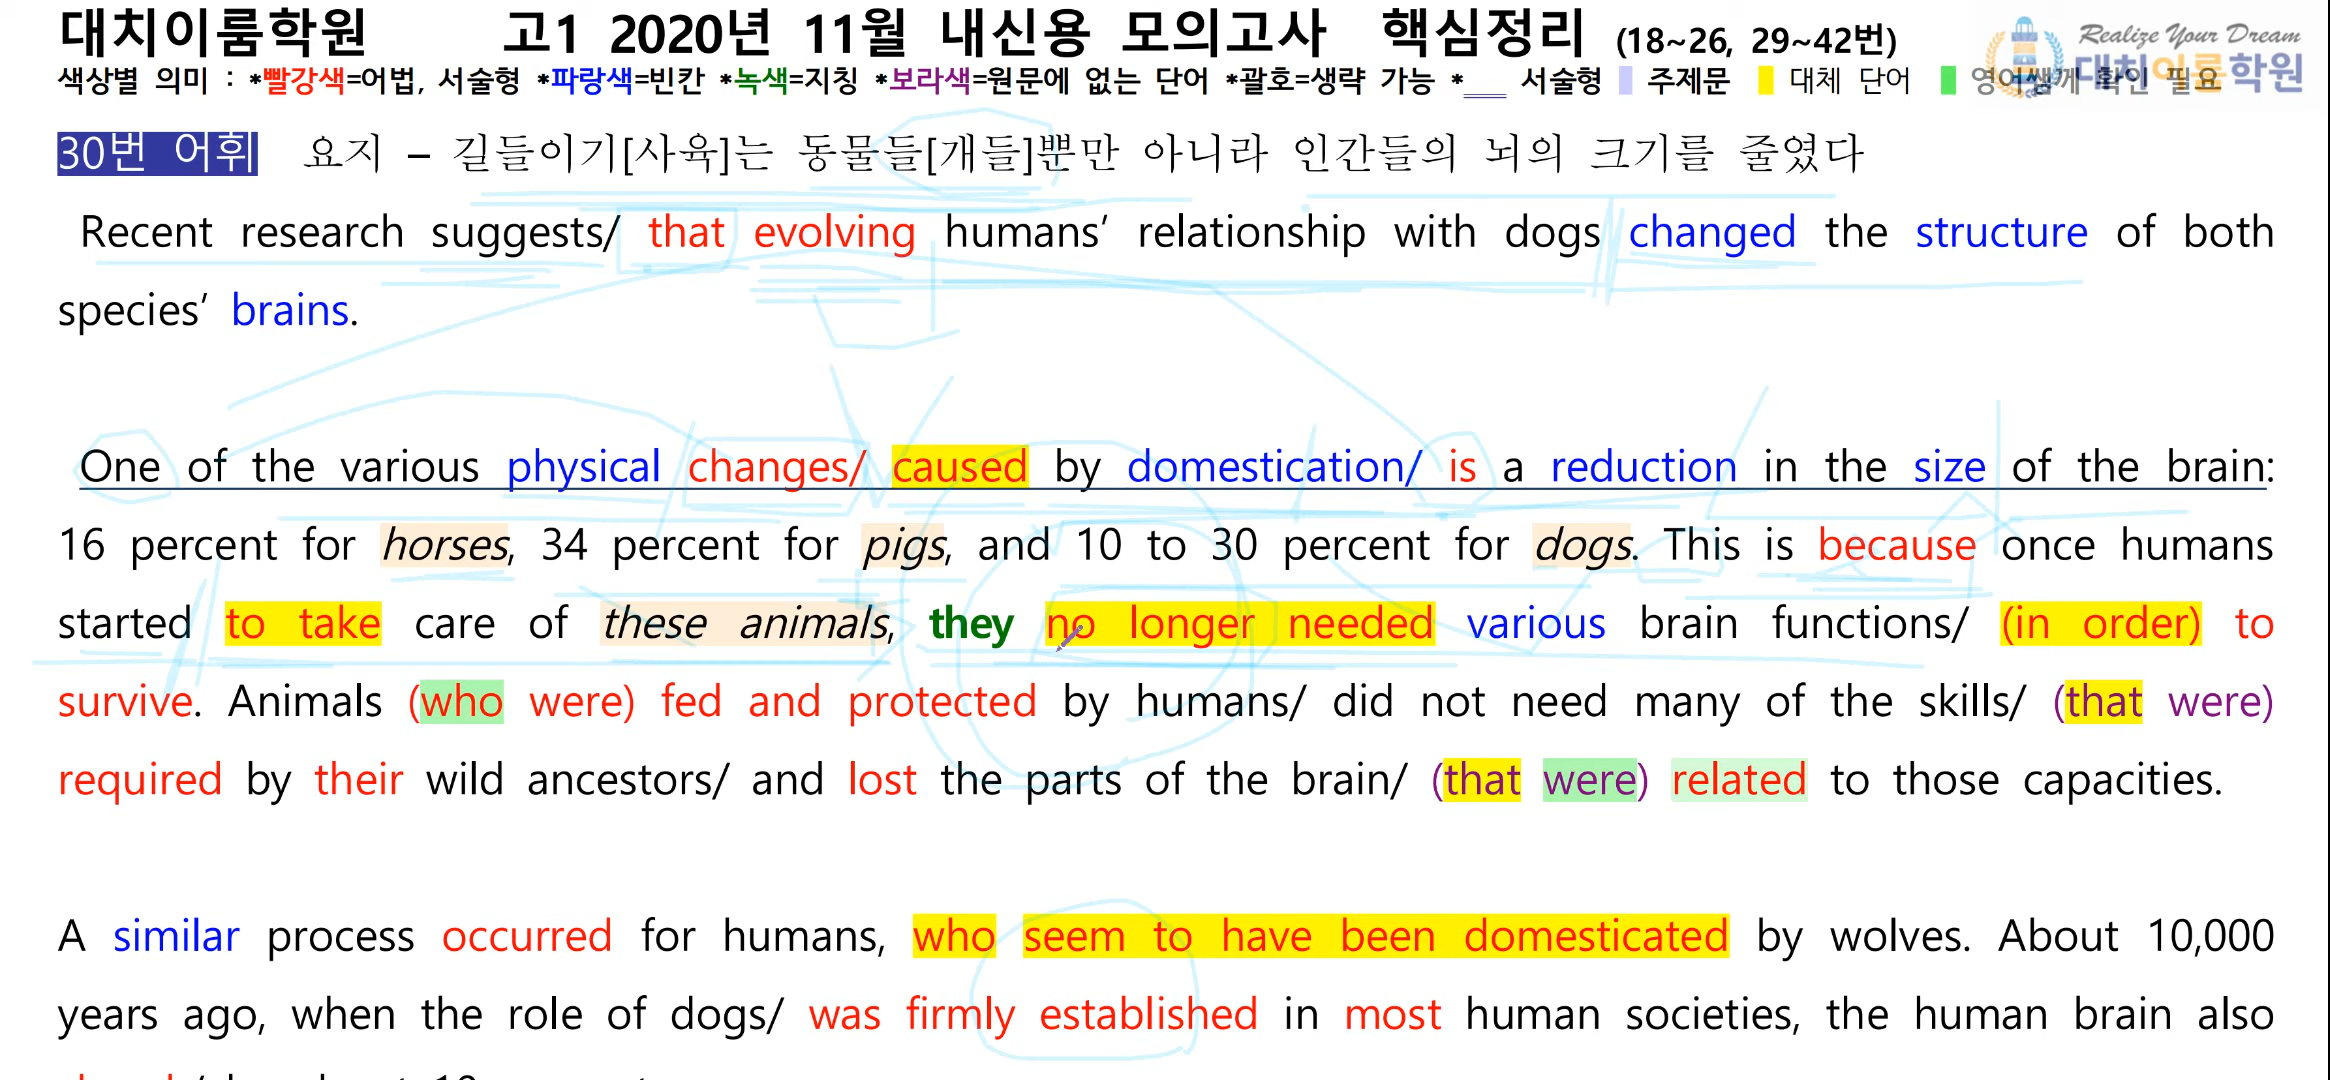 대치이룸학원 고1 2020년 11월 내신용 모의고사 핵심정리 (18~26, 29~42번)
Realize Your Dream
대치이룸학원
색상별 의미 : *빨강색=어법, 서술형 *파랑색=빈칸 *녹색=지칭 *보라색=원문에 없는 단어 *괄호=생략 가능 *__ 서술형 주제문 대체 단어 영어쌤께 확인 필요
30번 어휘 요지 – 길들이기[사육]는 동물들[개들]뿐만 아니라 인간들의 뇌의 크기를 줄였다
Recent research suggests/ that evolving humans’ relationship with dogs changed the structure of both
species’ brains.
One of the various physical changes/ caused by domestication/ is a reduction in the size of the brain:
16 percent for horses, 34 percent for pigs, and 10 to 30 percent for dogs. This is because once humans
started to take care of these animals, they no longer needed various brain functions/ (in order) to
survive. Animals (who were) fed and protected by humans/ did not need many of the skills/ (that were)
required by their wild ancestors/ and lost the parts of the brain/ (that were) related to those capacities.
A similar process occurred for humans, who seem to have been domesticated by wolves. About 10,000
years ago, when the role of dogs/ was firmly established in most human societies, the human brain also